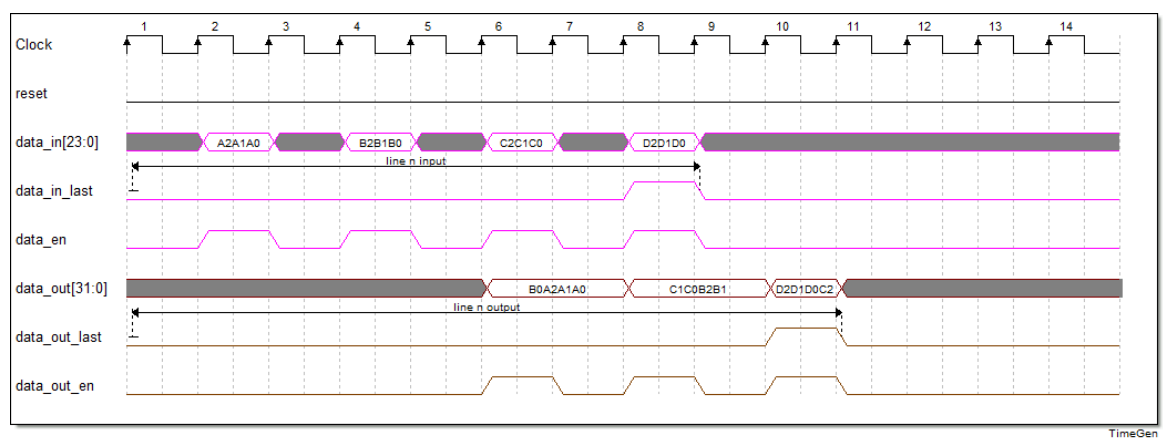 1 2 3 4 5 6 7 8 9 10 11 12 13 14
Clock
reset
data_in[23:0] A2A1A0 B2B1B0 C2C1C0 D2D1D0
line n input
data_in_last
data_en
data_out[31:0] B0A2A1A0 C1C0B2B1 D2D1D0C2
line n output
data_out_last
data_out_en
TimeGen